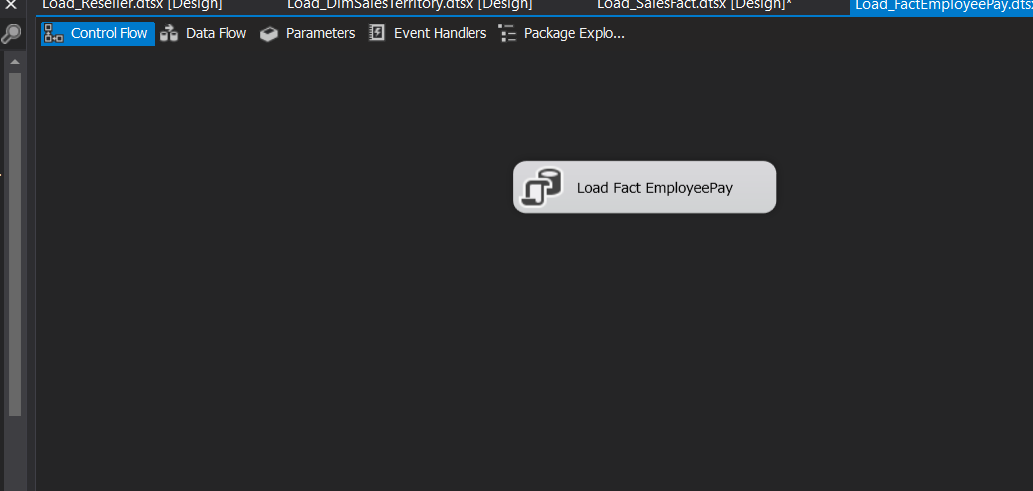 Load_Reseller.dtsx [Design]
Load_DimSalesTerritory.dtsx [Design]
Load_SalesFact.dtsx [Design]*
Load_FactEmployeePay.dtsx
Control Flow
Data Flow
Parameters
Event Handlers
Package Explo...
Load Fact EmployeePay